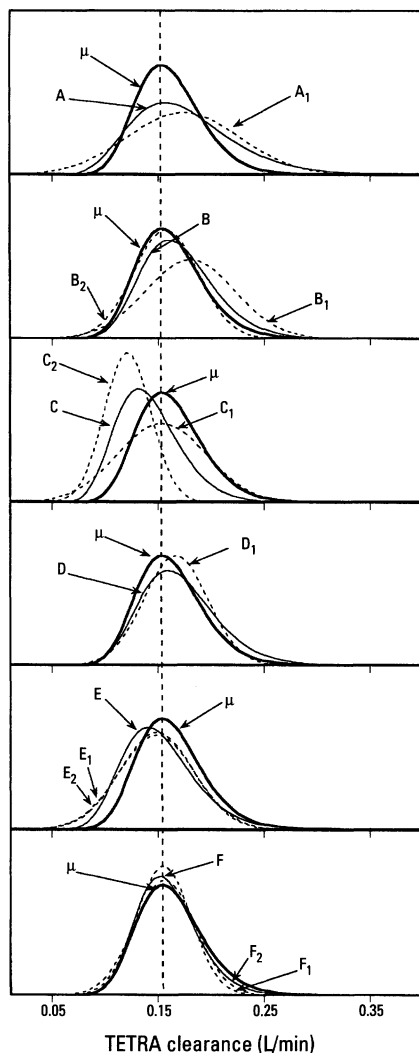 μ
A
A1
μ
B
B2
B1
C2
μ
C
C1
μ
D1
D
E
μ
E1
E2
μ
F
F2
F1
0.05 0.15 0.25 0.35
TETRA clearance (L/min)